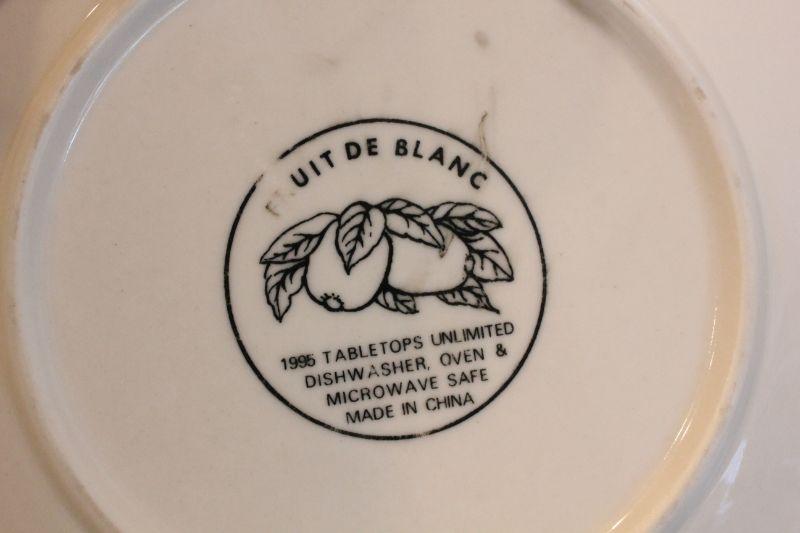 UIT DE BLANC
1995 TABLETOPS UNLIMITED
DISHWASHER, OVEN &
MICROWAVE SAFE
MADE IN CHINA